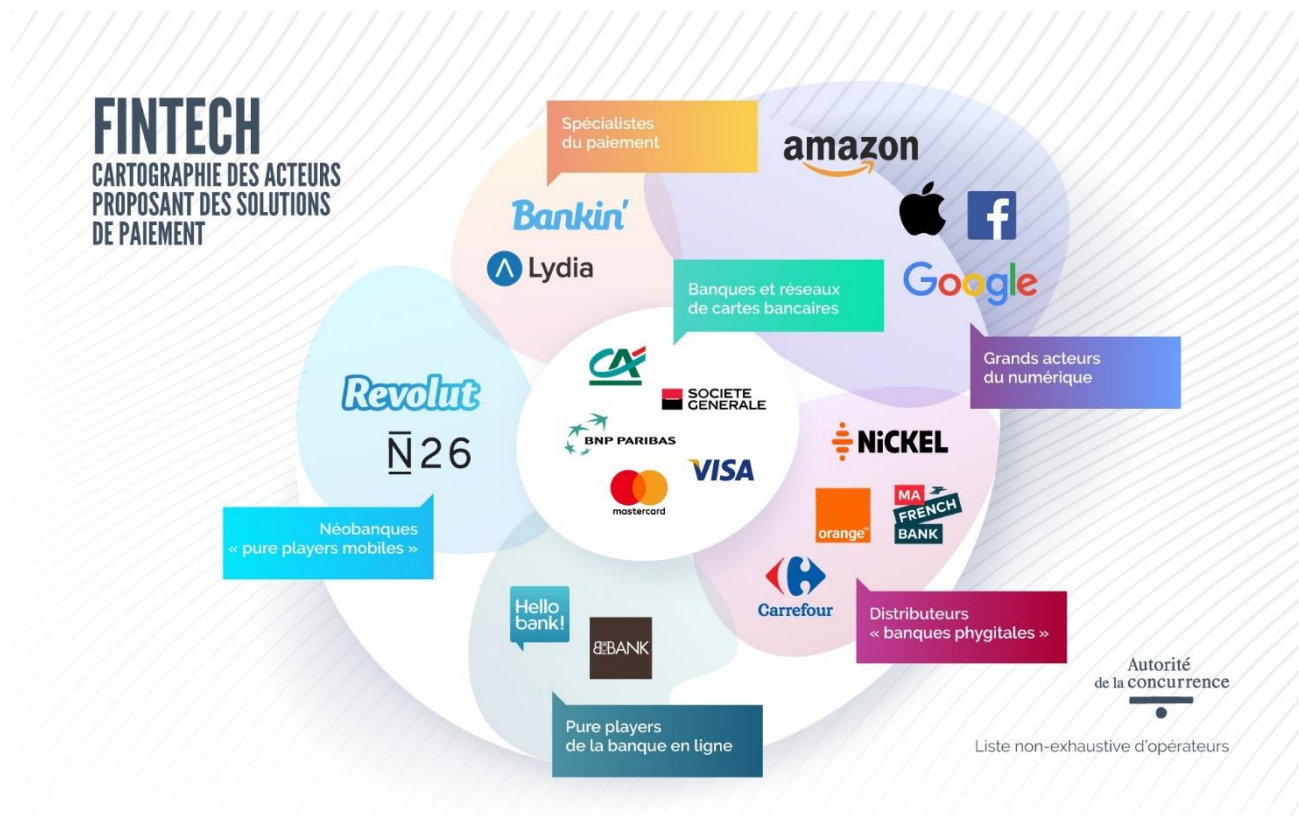 FINTECH
CARTOGRAPHIE DES ACTEURS
PROPOSANT DES SOLUTIONS
DE PAIEMENT
Spécialistes
du paiement
amazon
Bankin'
Lydia
f
Google
Banques et réseaux
de cartes bancaires
Grands acteurs
du numérique
CA
SOCIETE
GENERALE
BNP PARIBAS
VISA
mastercard
Revolut
N26
Néobanques
« pure players mobiles »
NiCKEL
orange™
MA
FRENCH
BANK
Carrefour
Distributeurs
« banques phygitales »
Hello
bank!
BforBANK
Pure players
de la banque en ligne
Autorité
de la concurrence
Liste non-exhaustive d'opérateurs